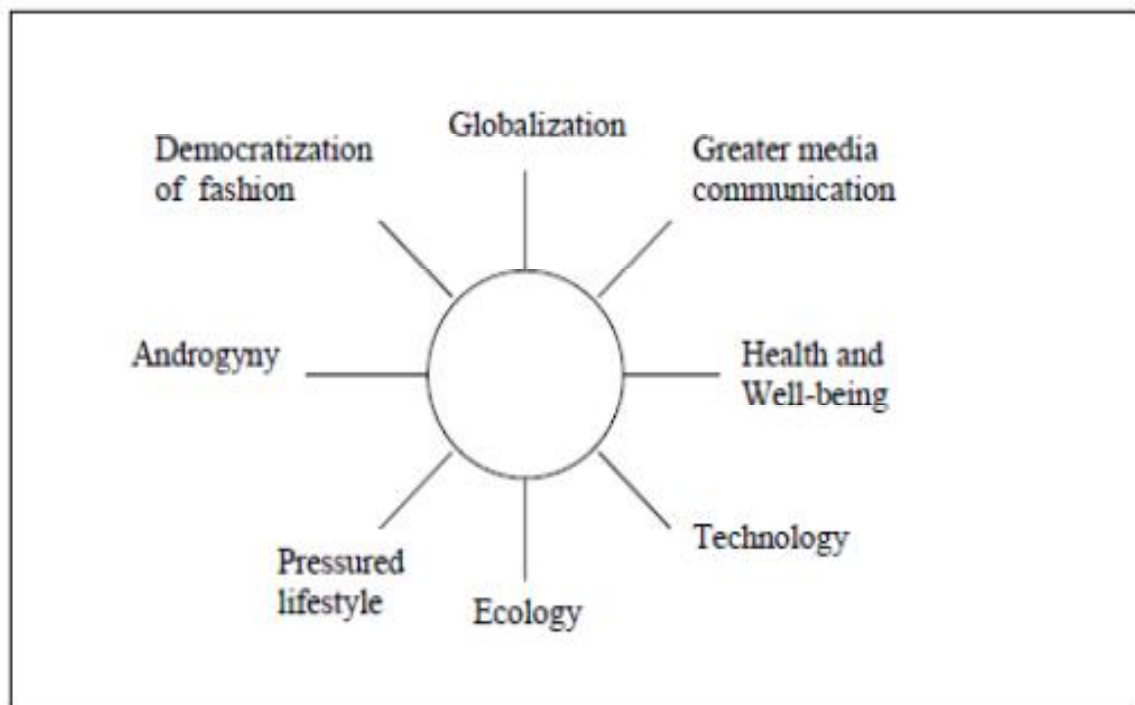 Globalization
Democratization
of fashion
Greater media
communication
Androgyny
Health and
Well-being
Technology
Pressured
lifestyle
Ecology